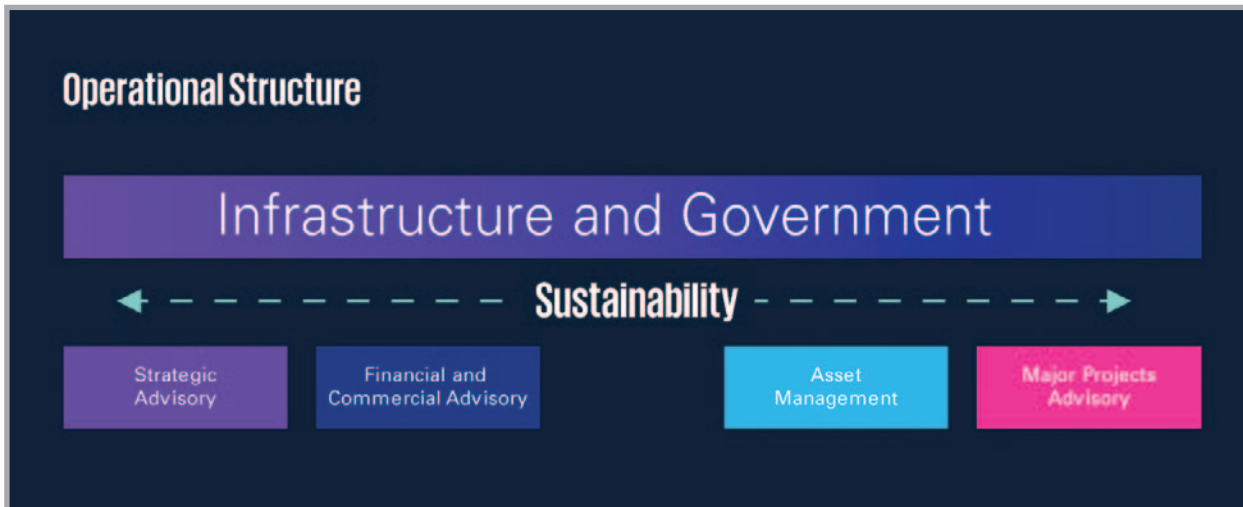 Operational Structure
Infrastructure and Government
Sustainability
Strategic
Advisory
Financial and
Commercial Advisory
Asset
Management
Major Projects
Advisory